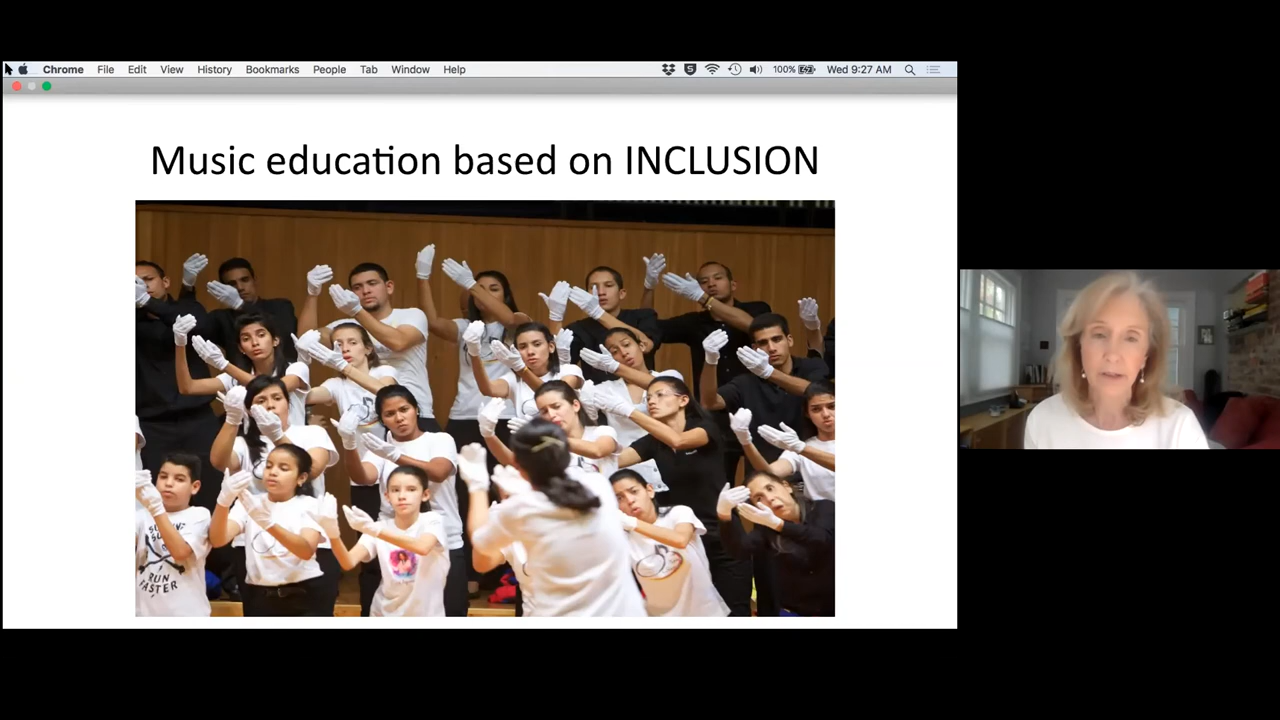 Chrome File Edit View History Bookmarks People Tab Window Help
100% Wed 9:27 AM
Music education based on INCLUSION
RUN
FASTER